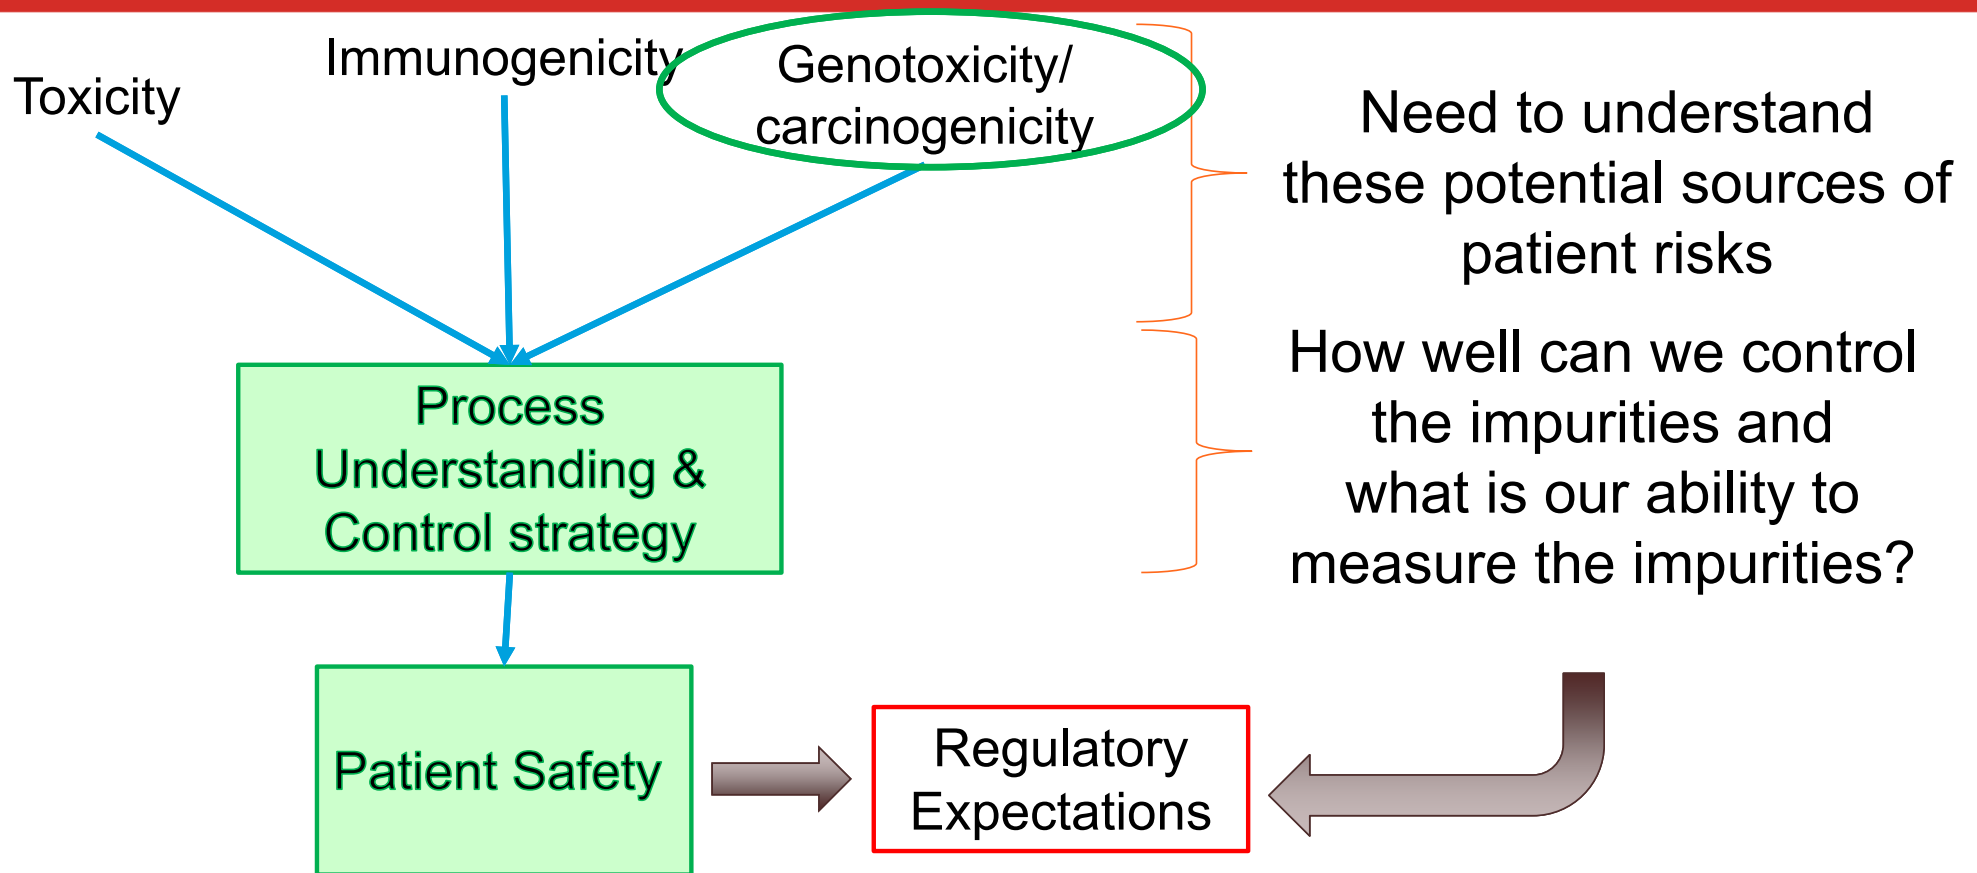 Toxicity
Immunogenicity
Genotoxicity/
carcinogenicity
Need to understand
these potential sources of
patient risks
Process
Understanding &
Control strategy
How well can we control
the impurities and
what is our ability to
measure the impurities?
Patient Safety
Regulatory
Expectations